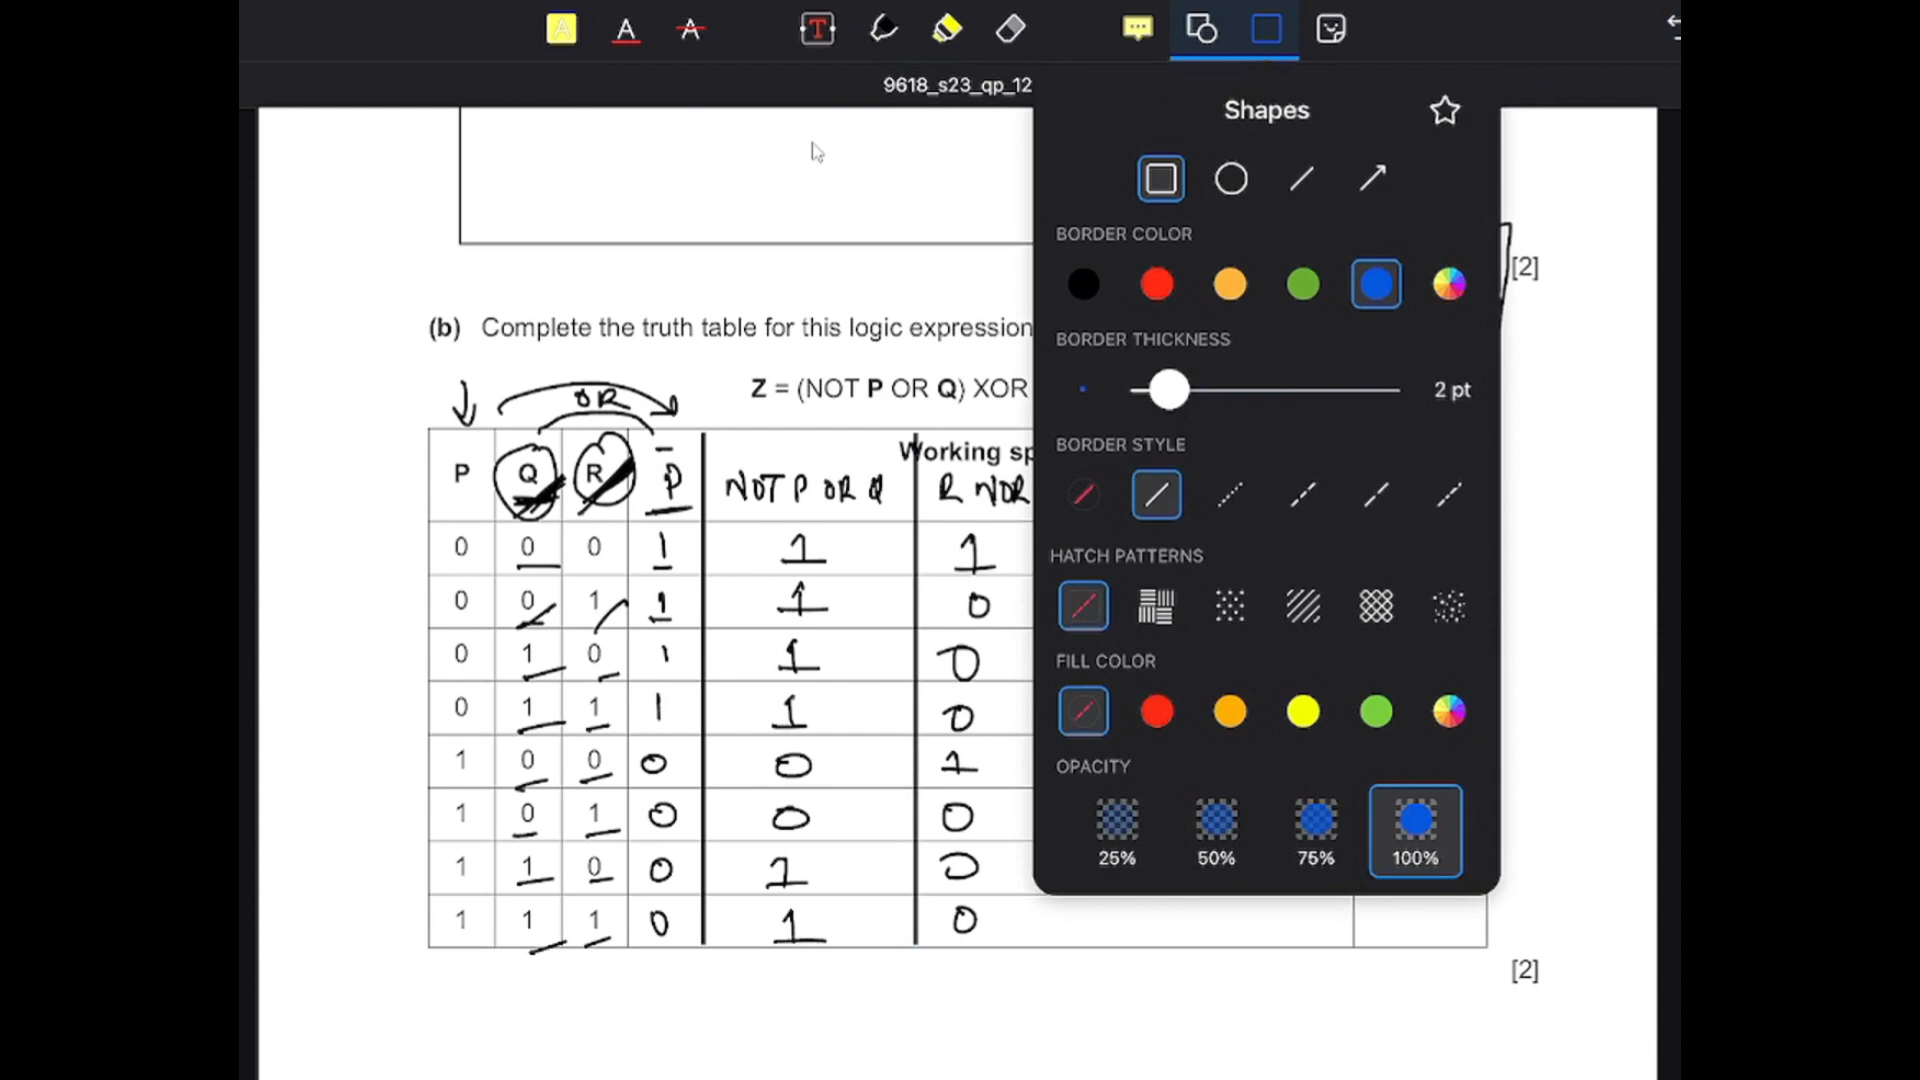 A A A T
9618_s23_qp_12
Shapes
BORDER COLOR
[2]
(b) Complete the truth table for this logic expression
BORDER THICKNESS
Z = (NOT P OR Q) XOR
2 pt
OR
BORDER STYLE
Working sp
P Q R P̅ NOT P OR Q R NOR
0 0 0 1 1 1
HATCH PATTERNS
0 0 1 1 1 0
0 1 0 1 1 0
FILL COLOR
0 1 1 1 1 0
1 0 0 0 0 1
OPACITY
1 0 1 0 0 0
25% 50% 75% 100%
1 1 0 0 1 0
1 1 1 0 1 0
[2]